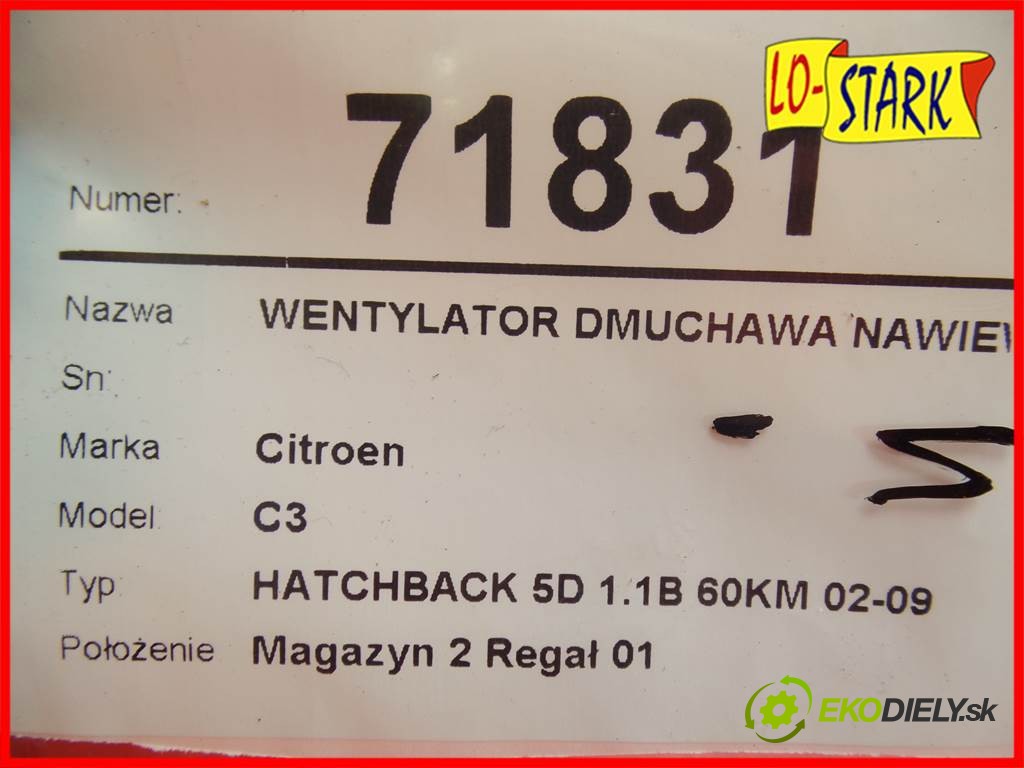 LO-STARK
Numer: 71831
Nazwa WENTYLATOR DMUCHAWA
Sn:
Marka Citroen
Model: C3
Typ: HATCHBACK 5D 1.1B 60KM 02-09
Położenie Magazyn 2 Regał 01
EKODIELY.sk